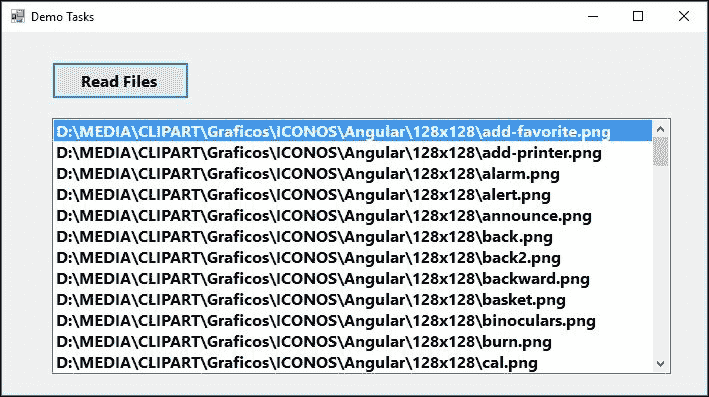 Demo Tasks
Read Files
D:\MEDIA\CLIPART\Graficos\ICONOS\Angular\128x128\add-favorite.png
D:\MEDIA\CLIPART\Graficos\ICONOS\Angular\128x128\add-printer.png
D:\MEDIA\CLIPART\Graficos\ICONOS\Angular\128x128\alarm.png
D:\MEDIA\CLIPART\Graficos\ICONOS\Angular\128x128\alert.png
D:\MEDIA\CLIPART\Graficos\ICONOS\Angular\128x128\announce.png
D:\MEDIA\CLIPART\Graficos\ICONOS\Angular\128x128\back.png
D:\MEDIA\CLIPART\Graficos\ICONOS\Angular\128x128\back2.png
D:\MEDIA\CLIPART\Graficos\ICONOS\Angular\128x128\backward.png
D:\MEDIA\CLIPART\Graficos\ICONOS\Angular\128x128\basket.png
D:\MEDIA\CLIPART\Graficos\ICONOS\Angular\128x128\binoculars.png
D:\MEDIA\CLIPART\Graficos\ICONOS\Angular\128x128\burn.png
D:\MEDIA\CLIPART\Graficos\ICONOS\Angular\128x128\cal.png